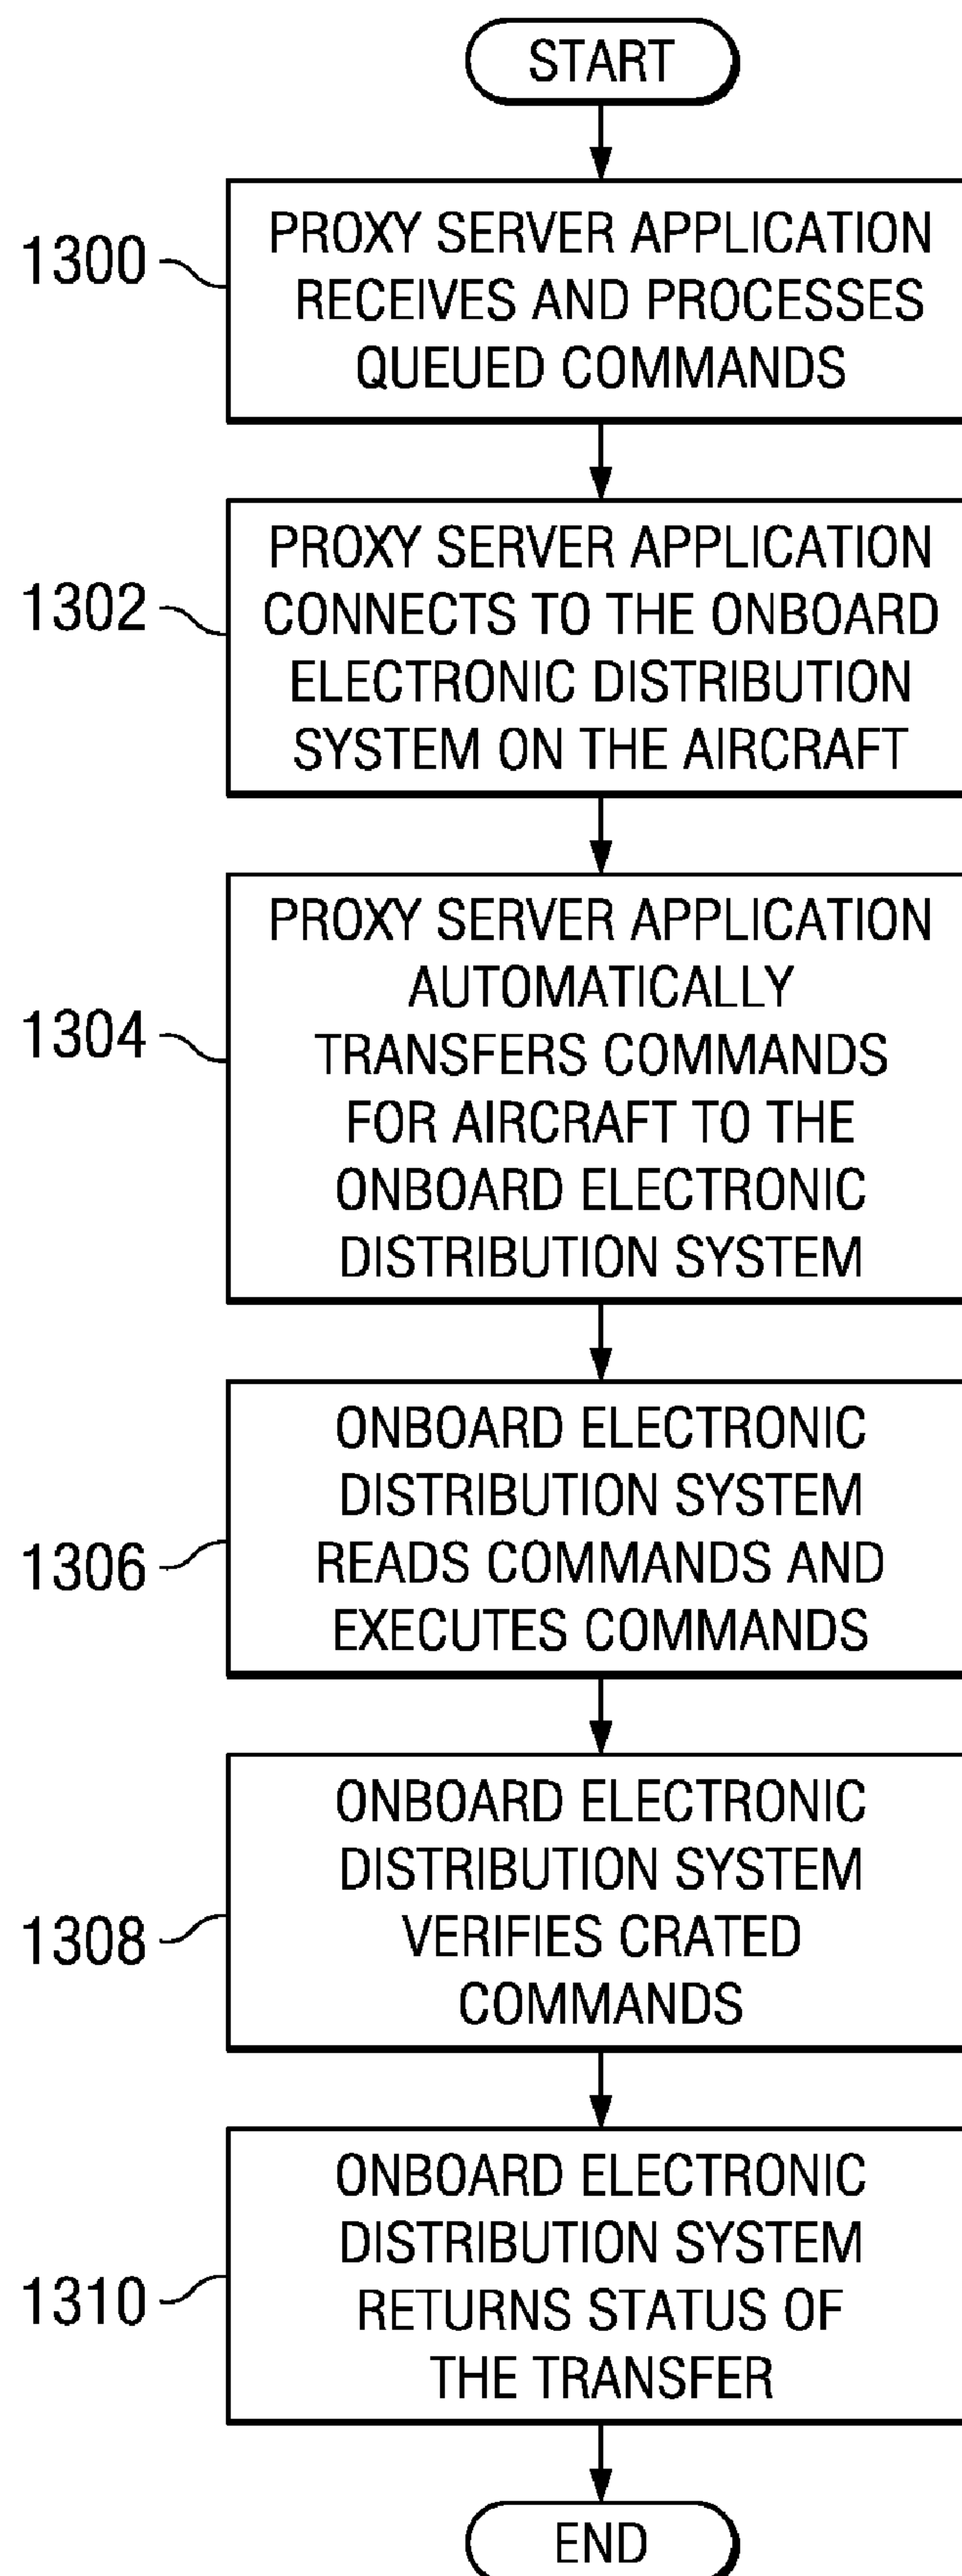 START
1300
PROXY SERVER APPLICATION
RECEIVES AND PROCESSES
QUEUED COMMANDS
1302
PROXY SERVER APPLICATION
CONNECTS TO THE ONBOARD
ELECTRONIC DISTRIBUTION
SYSTEM ON THE AIRCRAFT
1304
PROXY SERVER APPLICATION
AUTOMATICALLY
TRANSFERS COMMANDS
FOR AIRCRAFT TO THE
ONBOARD ELECTRONIC
DISTRIBUTION SYSTEM
1306
ONBOARD ELECTRONIC
DISTRIBUTION SYSTEM
READS COMMANDS AND
EXECUTES COMMANDS
1308
ONBOARD ELECTRONIC
DISTRIBUTION SYSTEM
VERIFIES CRATED
COMMANDS
1310
ONBOARD ELECTRONIC
DISTRIBUTION SYSTEM
RETURNS STATUS OF
THE TRANSFER
END